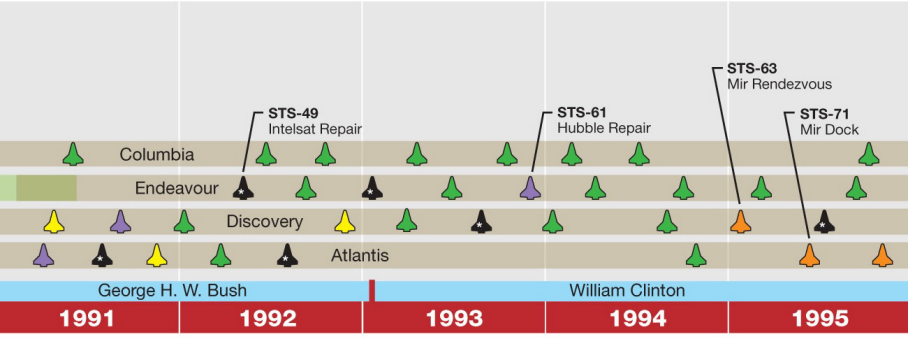 STS-63
Mir Rendezvous
STS-49
Intelsat Repair
STS-61
Hubble Repair
STS-71
Mir Dock
Columbia
Endeavour
Discovery
Atlantis
George H. W. Bush
William Clinton
1991
1992
1993
1994
1995